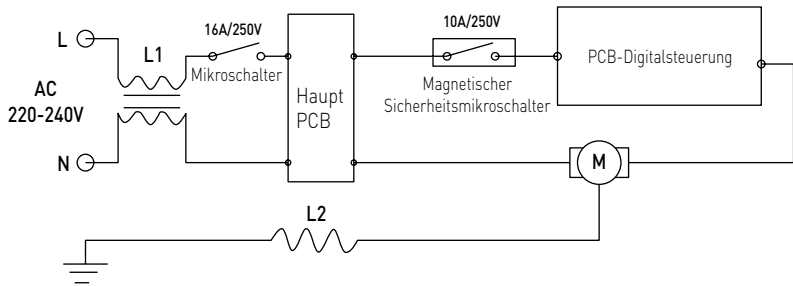 L
L1
16A/250V
Mikroschalter
AC
220-240V
N
Haupt
PCB
10A/250V
Magnetischer
Sicherheitsmikroschalter
PCB-Digitalsteuerung
M
L2